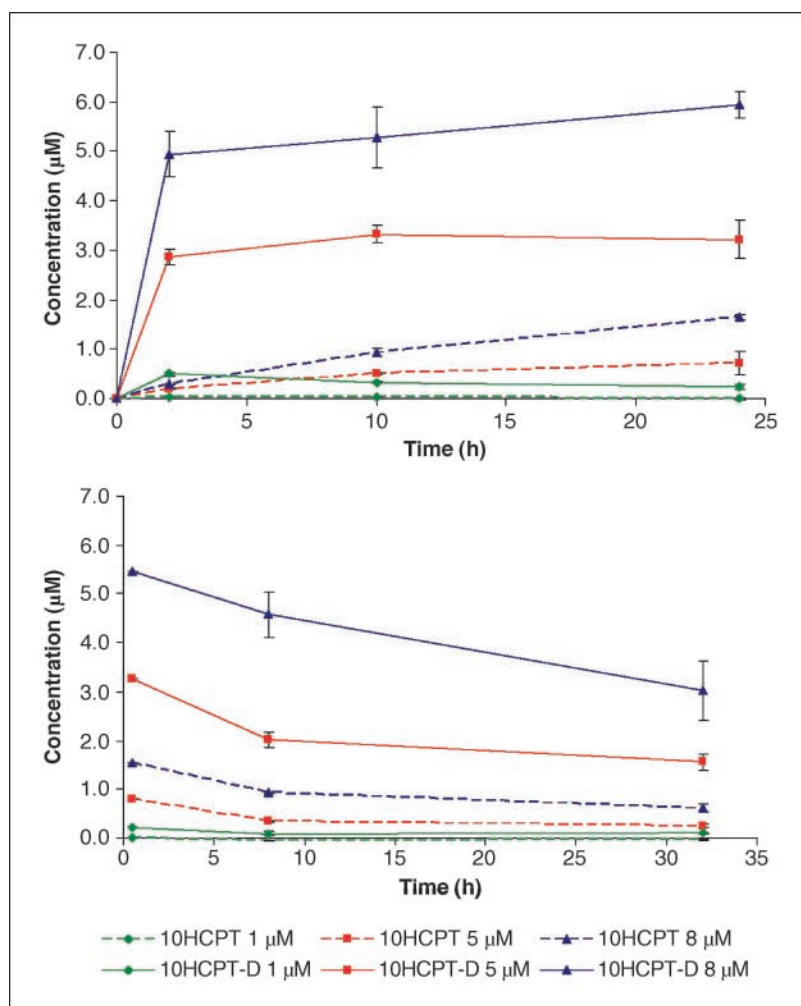 7.0
6.0
5.0
4.0
3.0
2.0
1.0
0.0
Concentration (μM)
0 5 10 15 20 25
Time (h)
7.0
6.0
5.0
4.0
3.0
2.0
1.0
0.0
Concentration (μM)
0 5 10 15 20 25 30 35
Time (h)
10HCPT 1 μM 10HCPT 5 μM 10HCPT 8 μM
10HCPT-D 1 μM 10HCPT-D 5 μM 10HCPT-D 8 μM